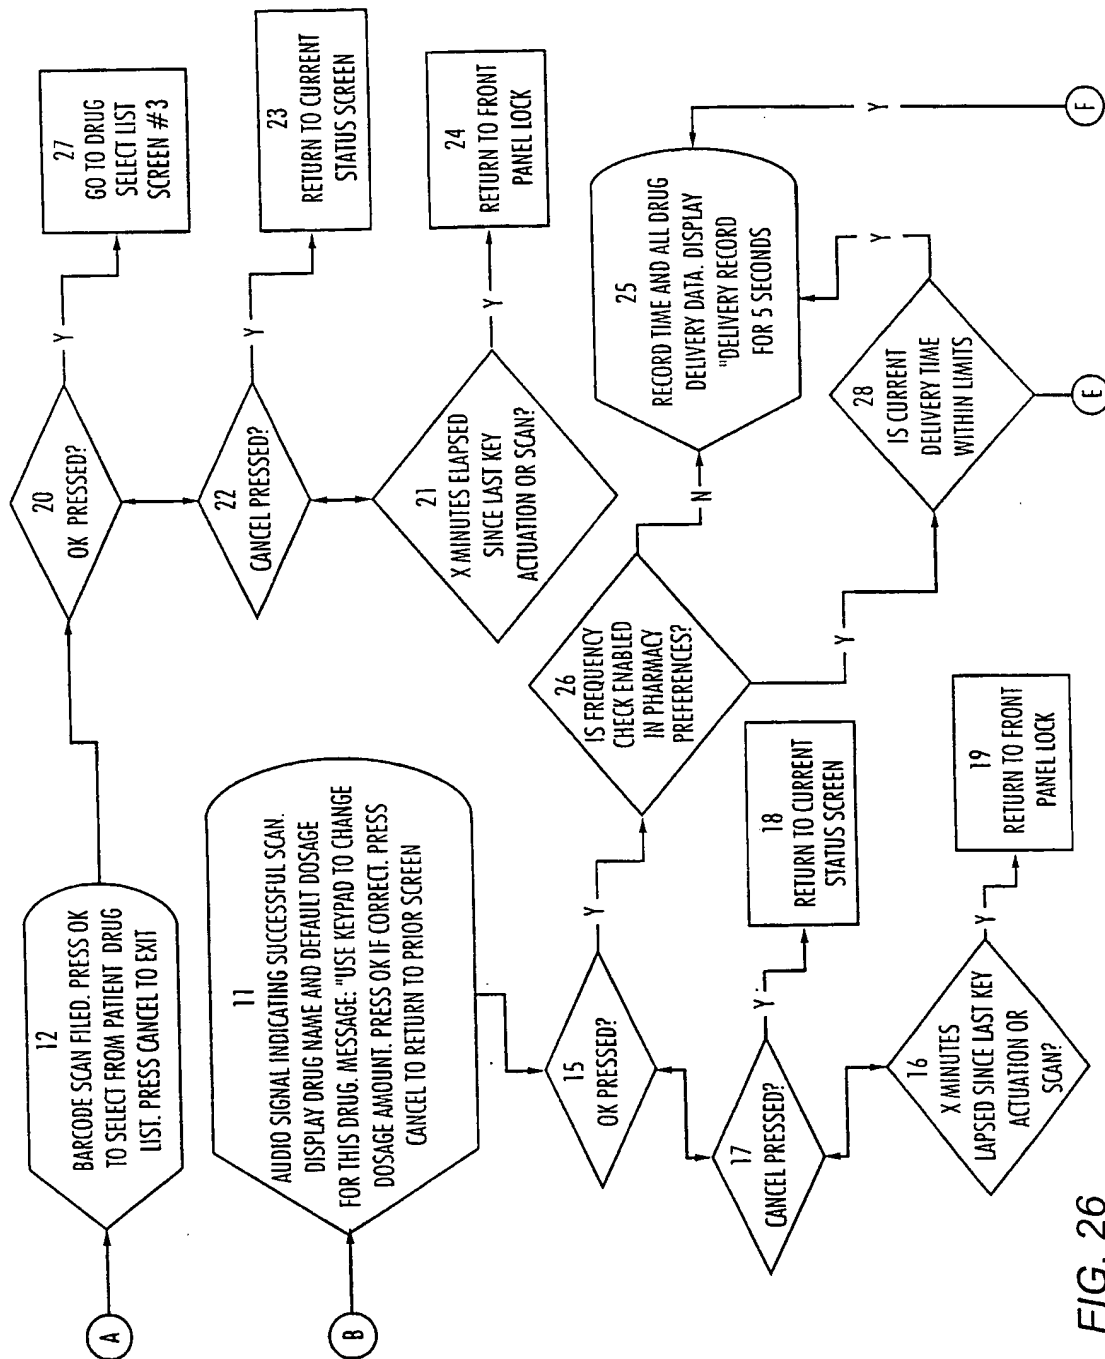 A
12
BARCODE SCAN FILED. PRESS OK
TO SELECT FROM PATIENT DRUG
LIST. PRESS CANCEL TO EXIT
20
OK PRESSED?
Y
27
GO TO DRUG
SELECT LIST
SCREEN #3
22
CANCEL PRESSED?
Y
23
RETURN TO CURRENT
STATUS SCREEN
21
X MINUTES ELAPSED
SINCE LAST KEY
ACTUATION OR SCAN?
Y
24
RETURN TO FRONT
PANEL LOCK
B
11
AUDIO SIGNAL INDICATING SUCCESSFUL SCAN.
DISPLAY DRUG NAME AND DEFAULT DOSAGE
FOR THIS DRUG. MESSAGE: "USE KEYPAD TO CHANGE
DOSAGE AMOUNT. PRESS OK IF CORRECT. PRESS
CANCEL TO RETURN TO PRIOR SCREEN
15
OK PRESSED?
Y
26
IS FREQUENCY
CHECK ENABLED
IN PHARMACY
PREFERENCES?
N
Y
25
RECORD TIME AND ALL DRUG
DELIVERY DATA. DISPLAY
"DELIVERY RECORD
FOR 5 SECONDS
Y
F
28
IS CURRENT
DELIVERY TIME
WITHIN LIMITS
Y
E
17
CANCEL PRESSED?
Y
18
RETURN TO CURRENT
STATUS SCREEN
16
X MINUTES
LAPSED SINCE LAST KEY
ACTUATION OR
SCAN?
Y
19
RETURN TO FRONT
PANEL LOCK
FIG. 26